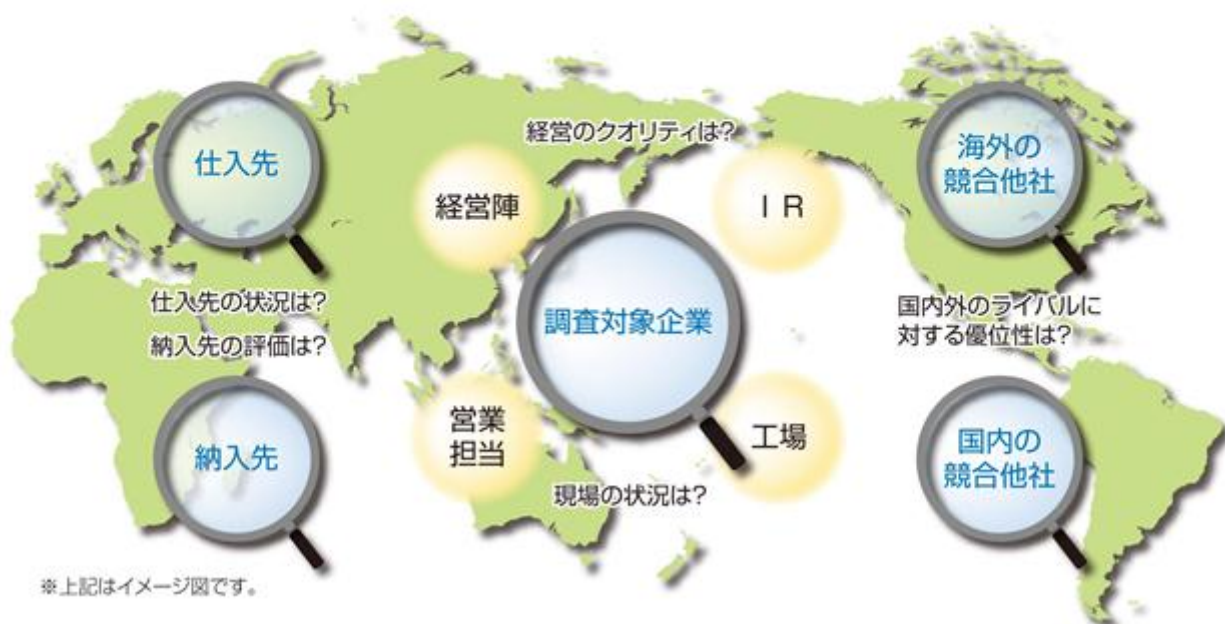 経営のクオリティは?
仕入先
経営陣
ＩＲ
海外の
競合他社
調査対象企業
仕入先の状況は?
納入先の評価は?
国内外のライバルに
対する優位性は?
納入先
営業
担当
工場
国内の
競合他社
現場の状況は?
※上記はイメージ図です。